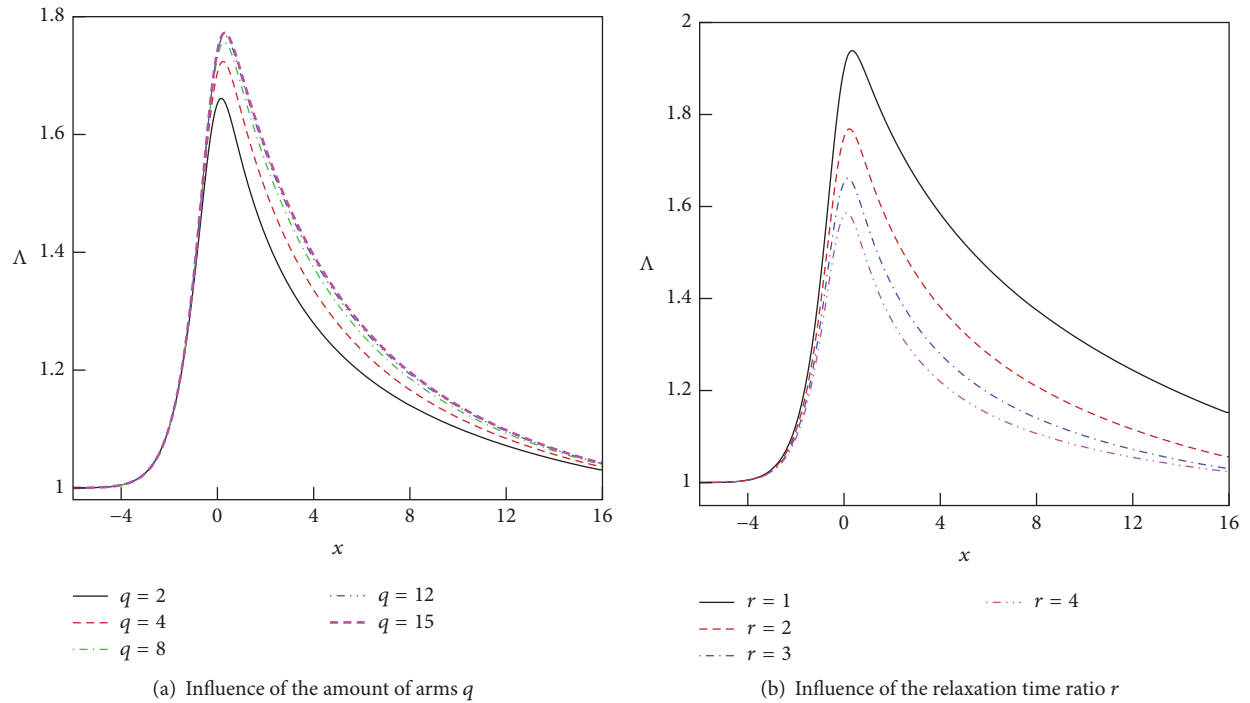 1.8
1.6
1.4
Λ
1.2
1
−4 0 4 8 12 16
x
q = 2
q = 4
q = 8
q = 12
q = 15
(a) Influence of the amount of arms q
2
1.8
1.6
Λ
1.4
1.2
1
−4 0 4 8 12 16
x
r = 1
r = 2
r = 3
r = 4
(b) Influence of the relaxation time ratio r